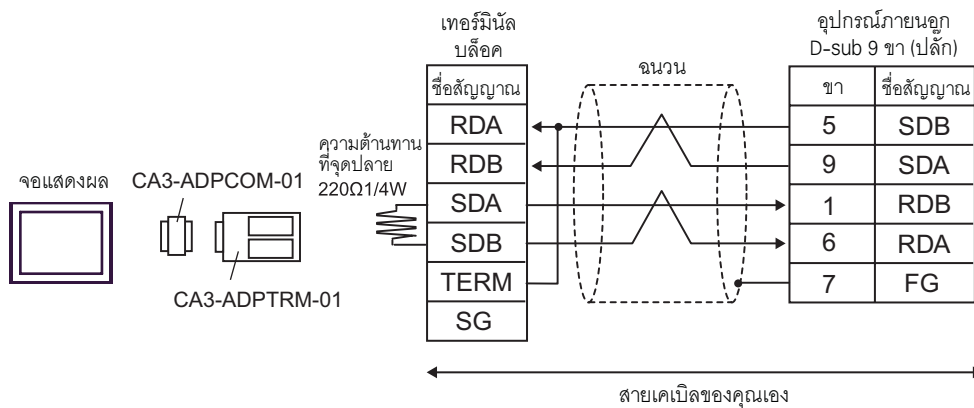 เทอร์มินัล
บล็อค
อุปกรณ์ภายนอก
D-sub 9 ขา (ปลั๊ก)
ชื่อสัญญาณ
ฉนวน
ขา
ชื่อสัญญาณ
RDA
5
SDB
ความต้านทาน
ที่จุดปลาย
220Ω1/4W
RDB
9
SDA
จอแสดงผล
CA3-ADPCOM-01
SDA
1
RDB
SDB
6
RDA
CA3-ADPTRM-01
TERM
7
FG
SG
สายเคเบิลของคุณเอง